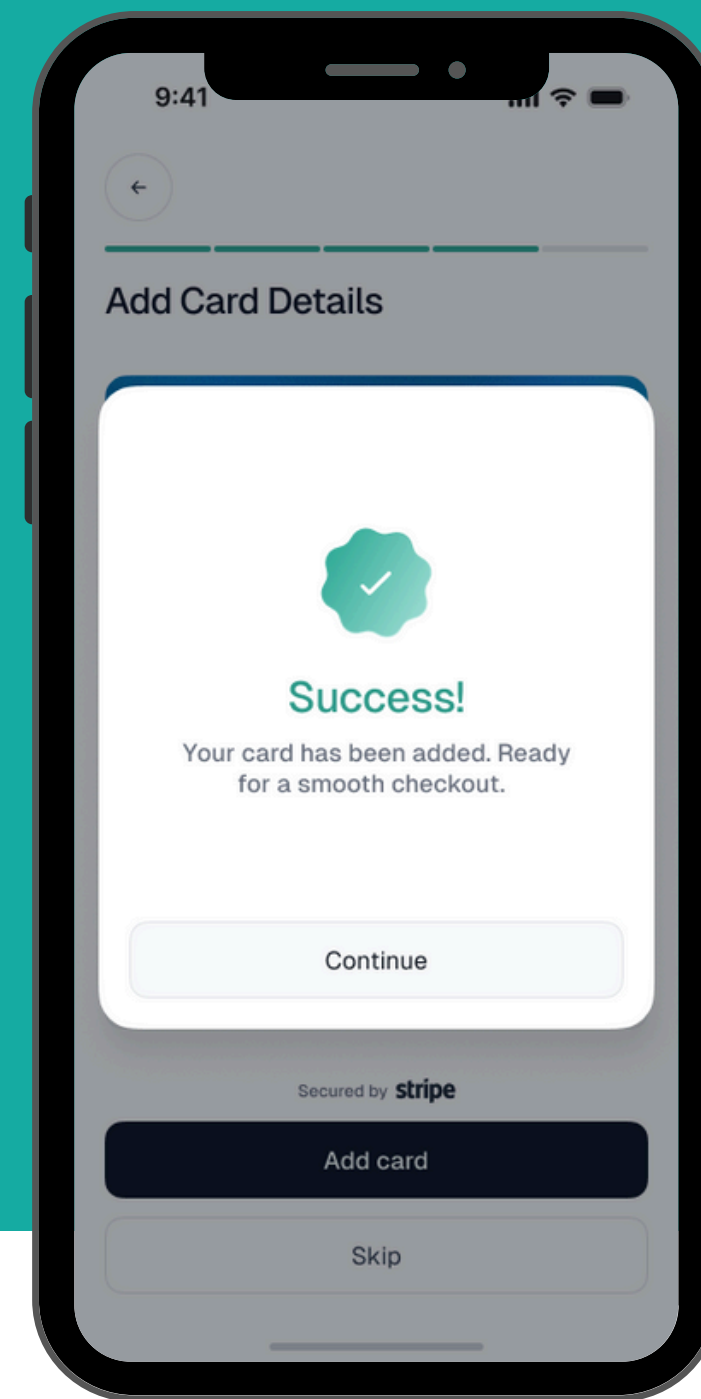 9:41
Add Card Details
Success!
Your card has been added. Ready
for a smooth checkout.
Continue
Secured by stripe
Add card
Skip